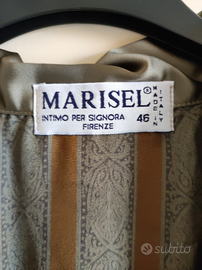 MARISEL®
INTIMO PER SIGNORA 46
FIRENZE
MADE IN
ITALY
subito